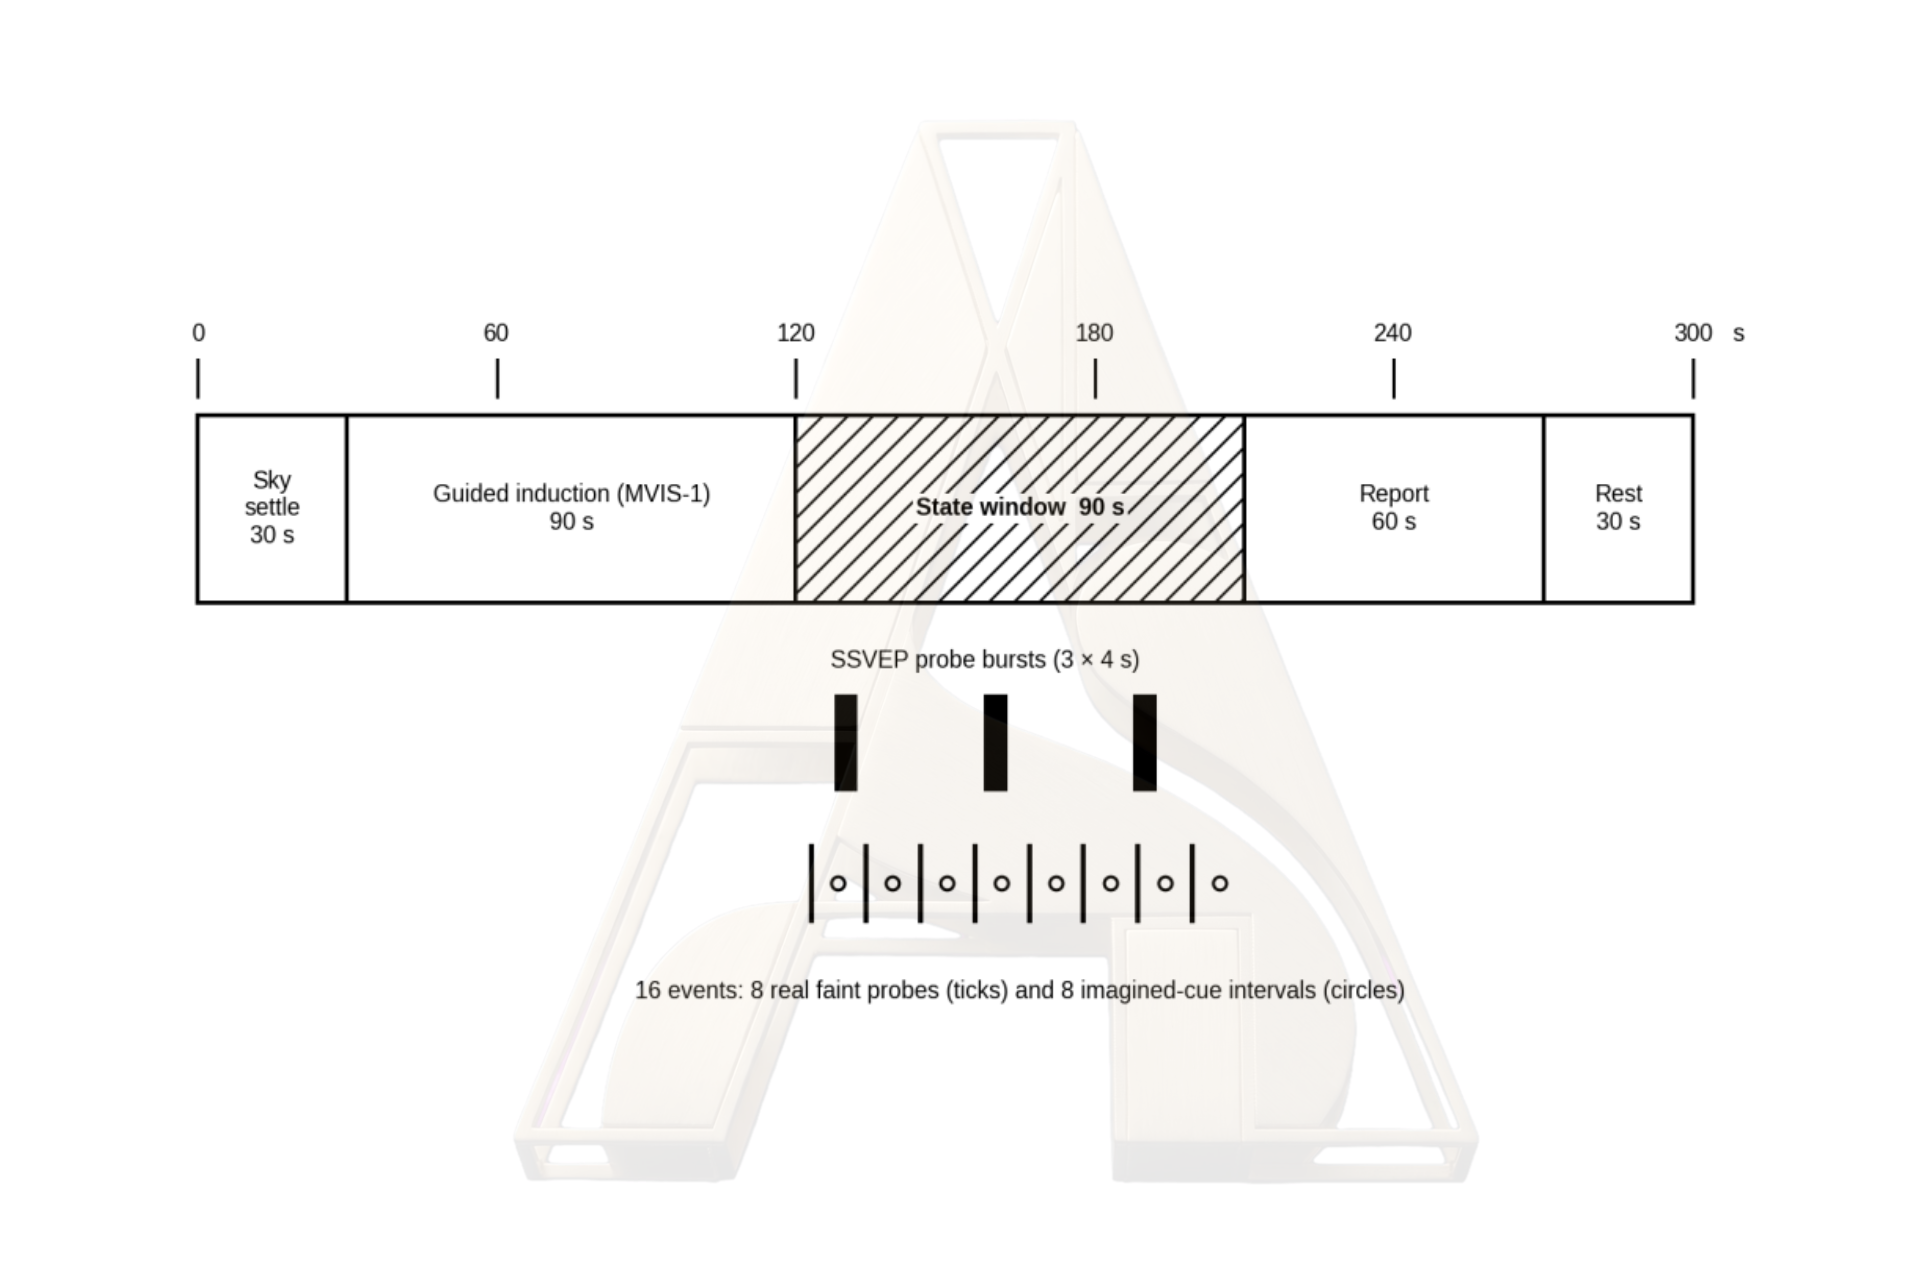 0 60 120 180 240 300 s
Sky
settle
30 s
Guided induction (MVIS-1)
90 s
State window 90 s
Report
60 s
Rest
30 s
SSVEP probe bursts (3 × 4 s)
16 events: 8 real faint probes (ticks) and 8 imagined-cue intervals (circles)